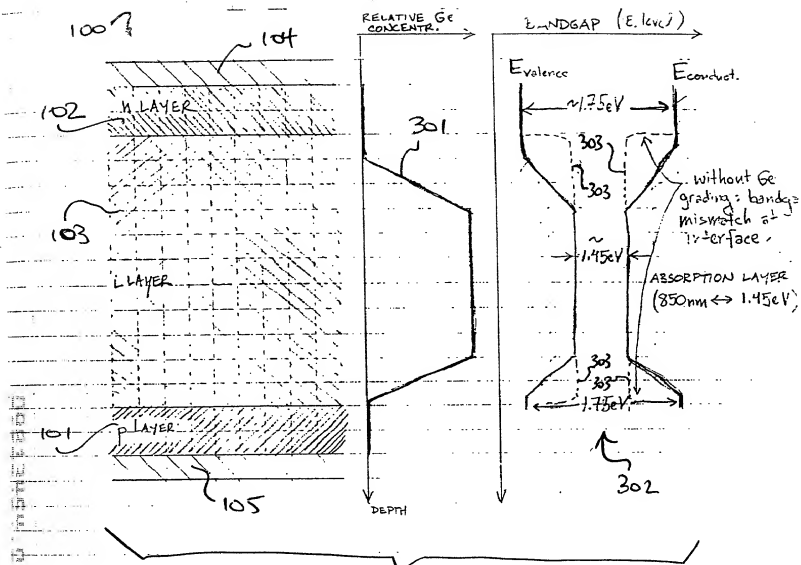 100
104
RELATIVE Ge
CONCENTR.
BANDGAP (E. level)
Evalence
Econduct.
102
n LAYER
~1.75eV
301
303
303
without Ge
grading: bandgap
mismatch at
interface.
103
i LAYER
~
1.45eV
ABSORPTION LAYER
(850nm ↔ 1.45eV)
303
303
1.75eV
101
p LAYER
302
105
DEPTH